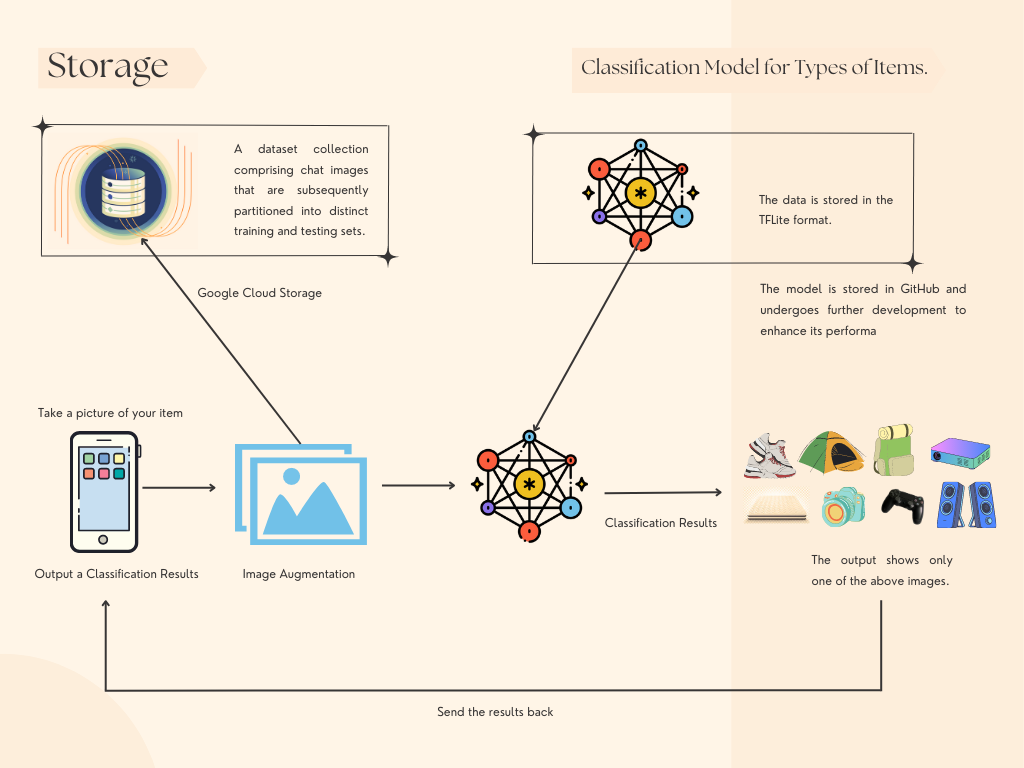 Storage
Classification Model for Types of Items.
A dataset collection
comprising chat images
that are subsequently
partitioned into distinct
training and testing sets.
The data is stored in the
TFLite format.
Google Cloud Storage
The model is stored in GitHub and
undergoes further development to
enhance its performa
Take a picture of your item
Classification Results
Output a Classification Results
Image Augmentation
The output shows only
one of the above images.
Send the results back